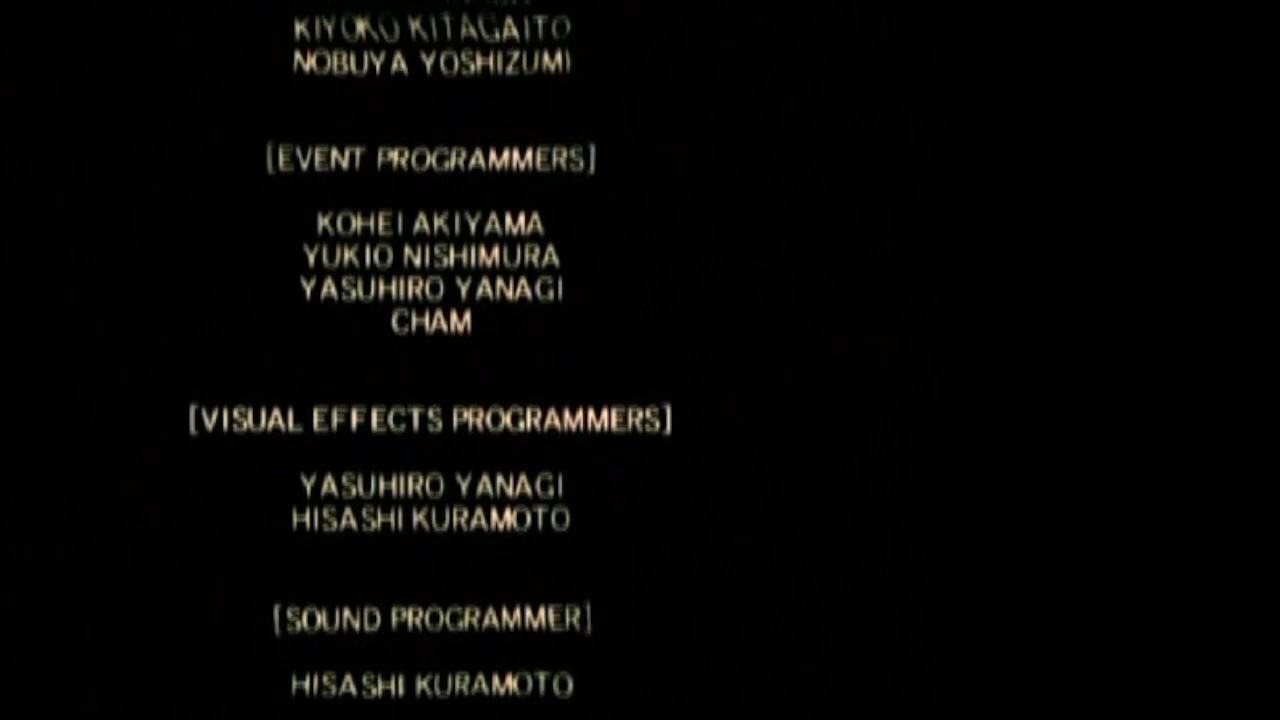 KIYOKO KITAGAITO
NOBUYA YOSHIZUMI
[EVENT PROGRAMMERS]
KOHEI AKIYAMA
YUKIO NISHIMURA
YASUHIRO YANAGI
CHAM
[VISUAL EFFECTS PROGRAMMERS]
YASUHIRO YANAGI
HISASHI KURAMOTO
[SOUND PROGRAMMER]
HISASHI KURAMOTO